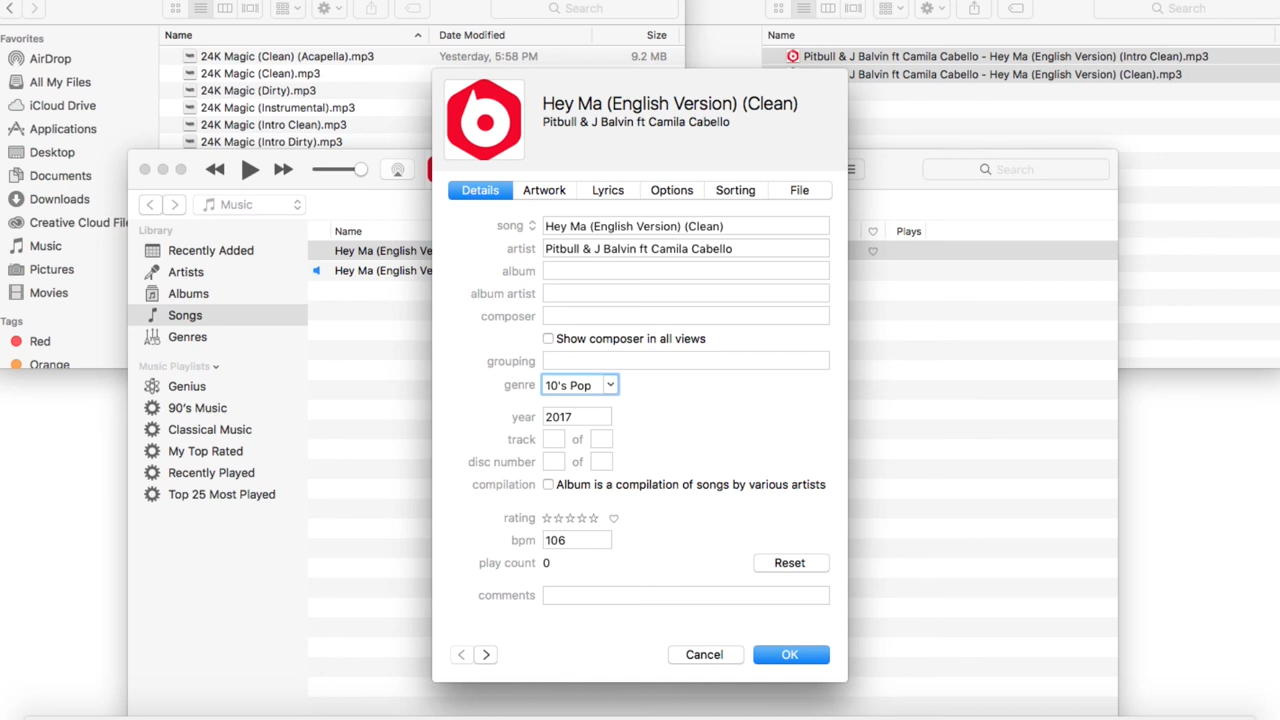 Search
Search
Name
Date Modified
Size
Name
Favorites
AirDrop
All My Files
iCloud Drive
Applications
Desktop
Documents
Downloads
Creative Cloud File
Music
Pictures
Movies
Tags
Red
Orange
24K Magic (Clean) (Acapella).mp3
Yesterday, 5:58 PM
9.2 MB
24K Magic (Clean).mp3
24K Magic (Dirty).mp3
24K Magic (Instrumental).mp3
24K Magic (Intro Clean).mp3
24K Magic (Intro Dirty).mp3
Pitbull & J Balvin ft Camila Cabello - Hey Ma (English Version) (Intro Clean).mp3
& J Balvin ft Camila Cabello - Hey Ma (English Version) (Clean).mp3
Search
Music
Library
Recently Added
Artists
Albums
Songs
Genres
Music Playlists
Genius
90's Music
Classical Music
My Top Rated
Recently Played
Top 25 Most Played
Name
Plays
Hey Ma (English Ve
Hey Ma (English Ve
Hey Ma (English Version) (Clean)
Pitbull & J Balvin ft Camila Cabello
Details
Artwork
Lyrics
Options
Sorting
File
song
Hey Ma (English Version) (Clean)
artist
Pitbull & J Balvin ft Camila Cabello
album
album artist
composer
Show composer in all views
grouping
genre
10's Pop
year
2017
track
of
disc number
of
compilation
Album is a compilation of songs by various artists
rating
bpm
106
play count
0
Reset
comments
Cancel
OK